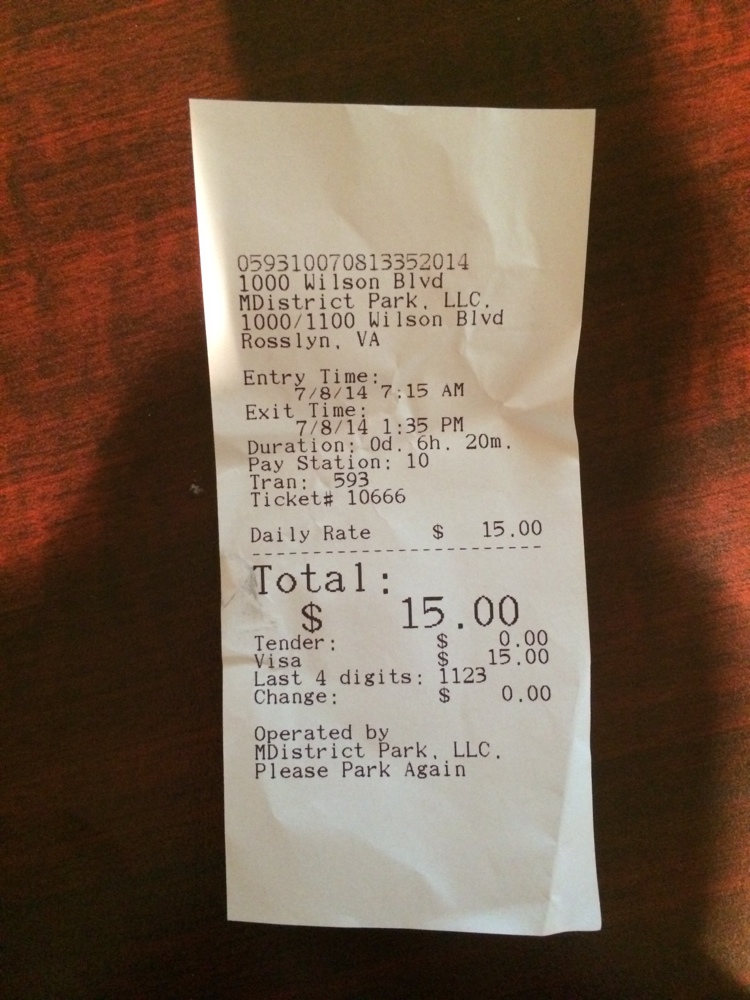 059310070813352014
1000 Wilson Blvd
MDistrict Park, LLC.
1000/1100 Wilson Blvd
Rosslyn, VA
Entry Time:
7/8/14 7:15 AM
Exit Time:
7/8/14 1:35 PM
Duration: 0d. 6h. 20m.
Pay Station: 10
Tran: 593
Ticket# 10666
Daily Rate $ 15.00
--------------------------
Total:
$ 15.00
Tender: $ 0.00
Visa $ 15.00
Last 4 digits: 1123
Change: $ 0.00
Operated by
MDistrict Park, LLC.
Please Park Again